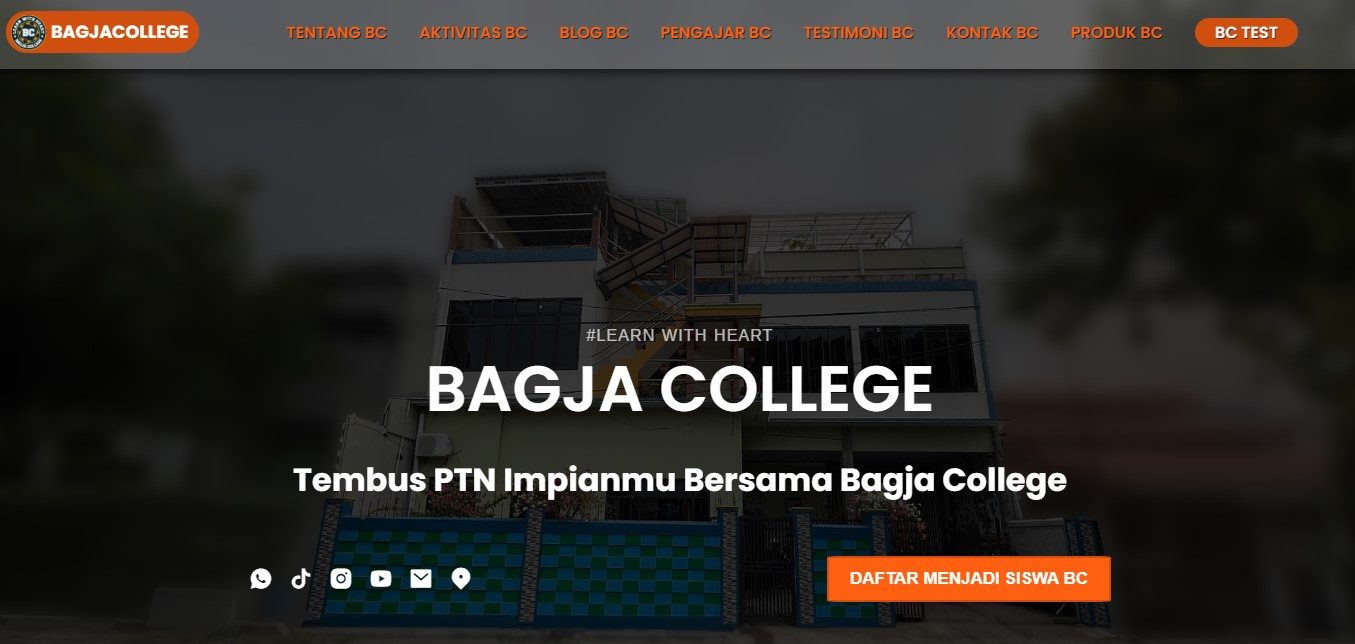 BC
BAGJACOLLEGE
TENTANG BC
AKTIVITAS BC
BLOG BC
PENGAJAR BC
TESTIMONI BC
KONTAK BC
PRODUK BC
BC TEST
#LEARN WITH HEART
BAGJA COLLEGE
Tembus PTN Impianmu Bersama Bagja College
DAFTAR MENJADI SISWA BC